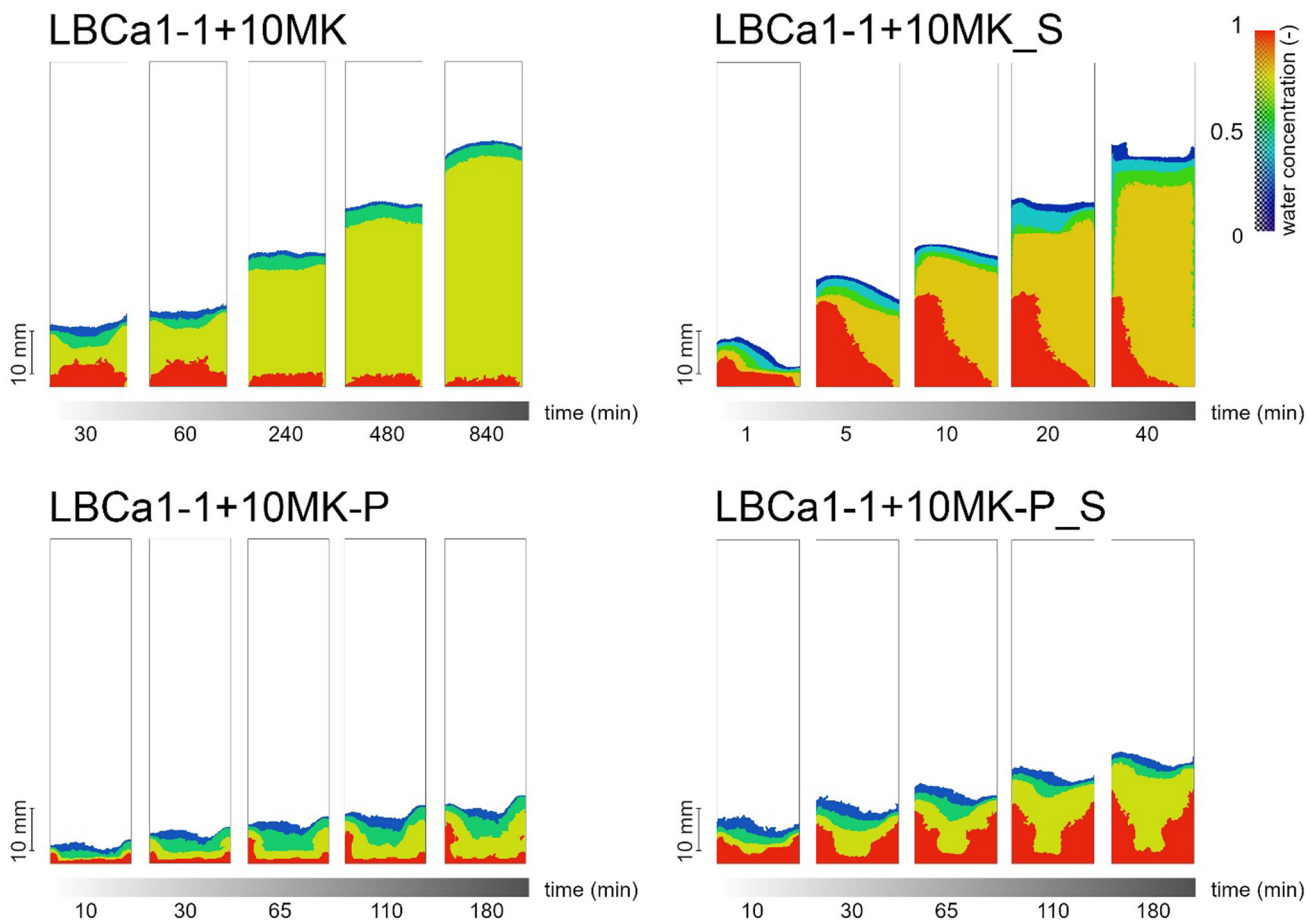 LBCa1-1+10MK
10 mm
time (min)
30 60 240 480 840
LBCa1-1+10MK_S
1
0.5
0
water concentration (-)
10 mm
time (min)
1 5 10 20 40
LBCa1-1+10MK-P
10 mm
time (min)
10 30 65 110 180
LBCa1-1+10MK-P_S
10 mm
time (min)
10 30 65 110 180